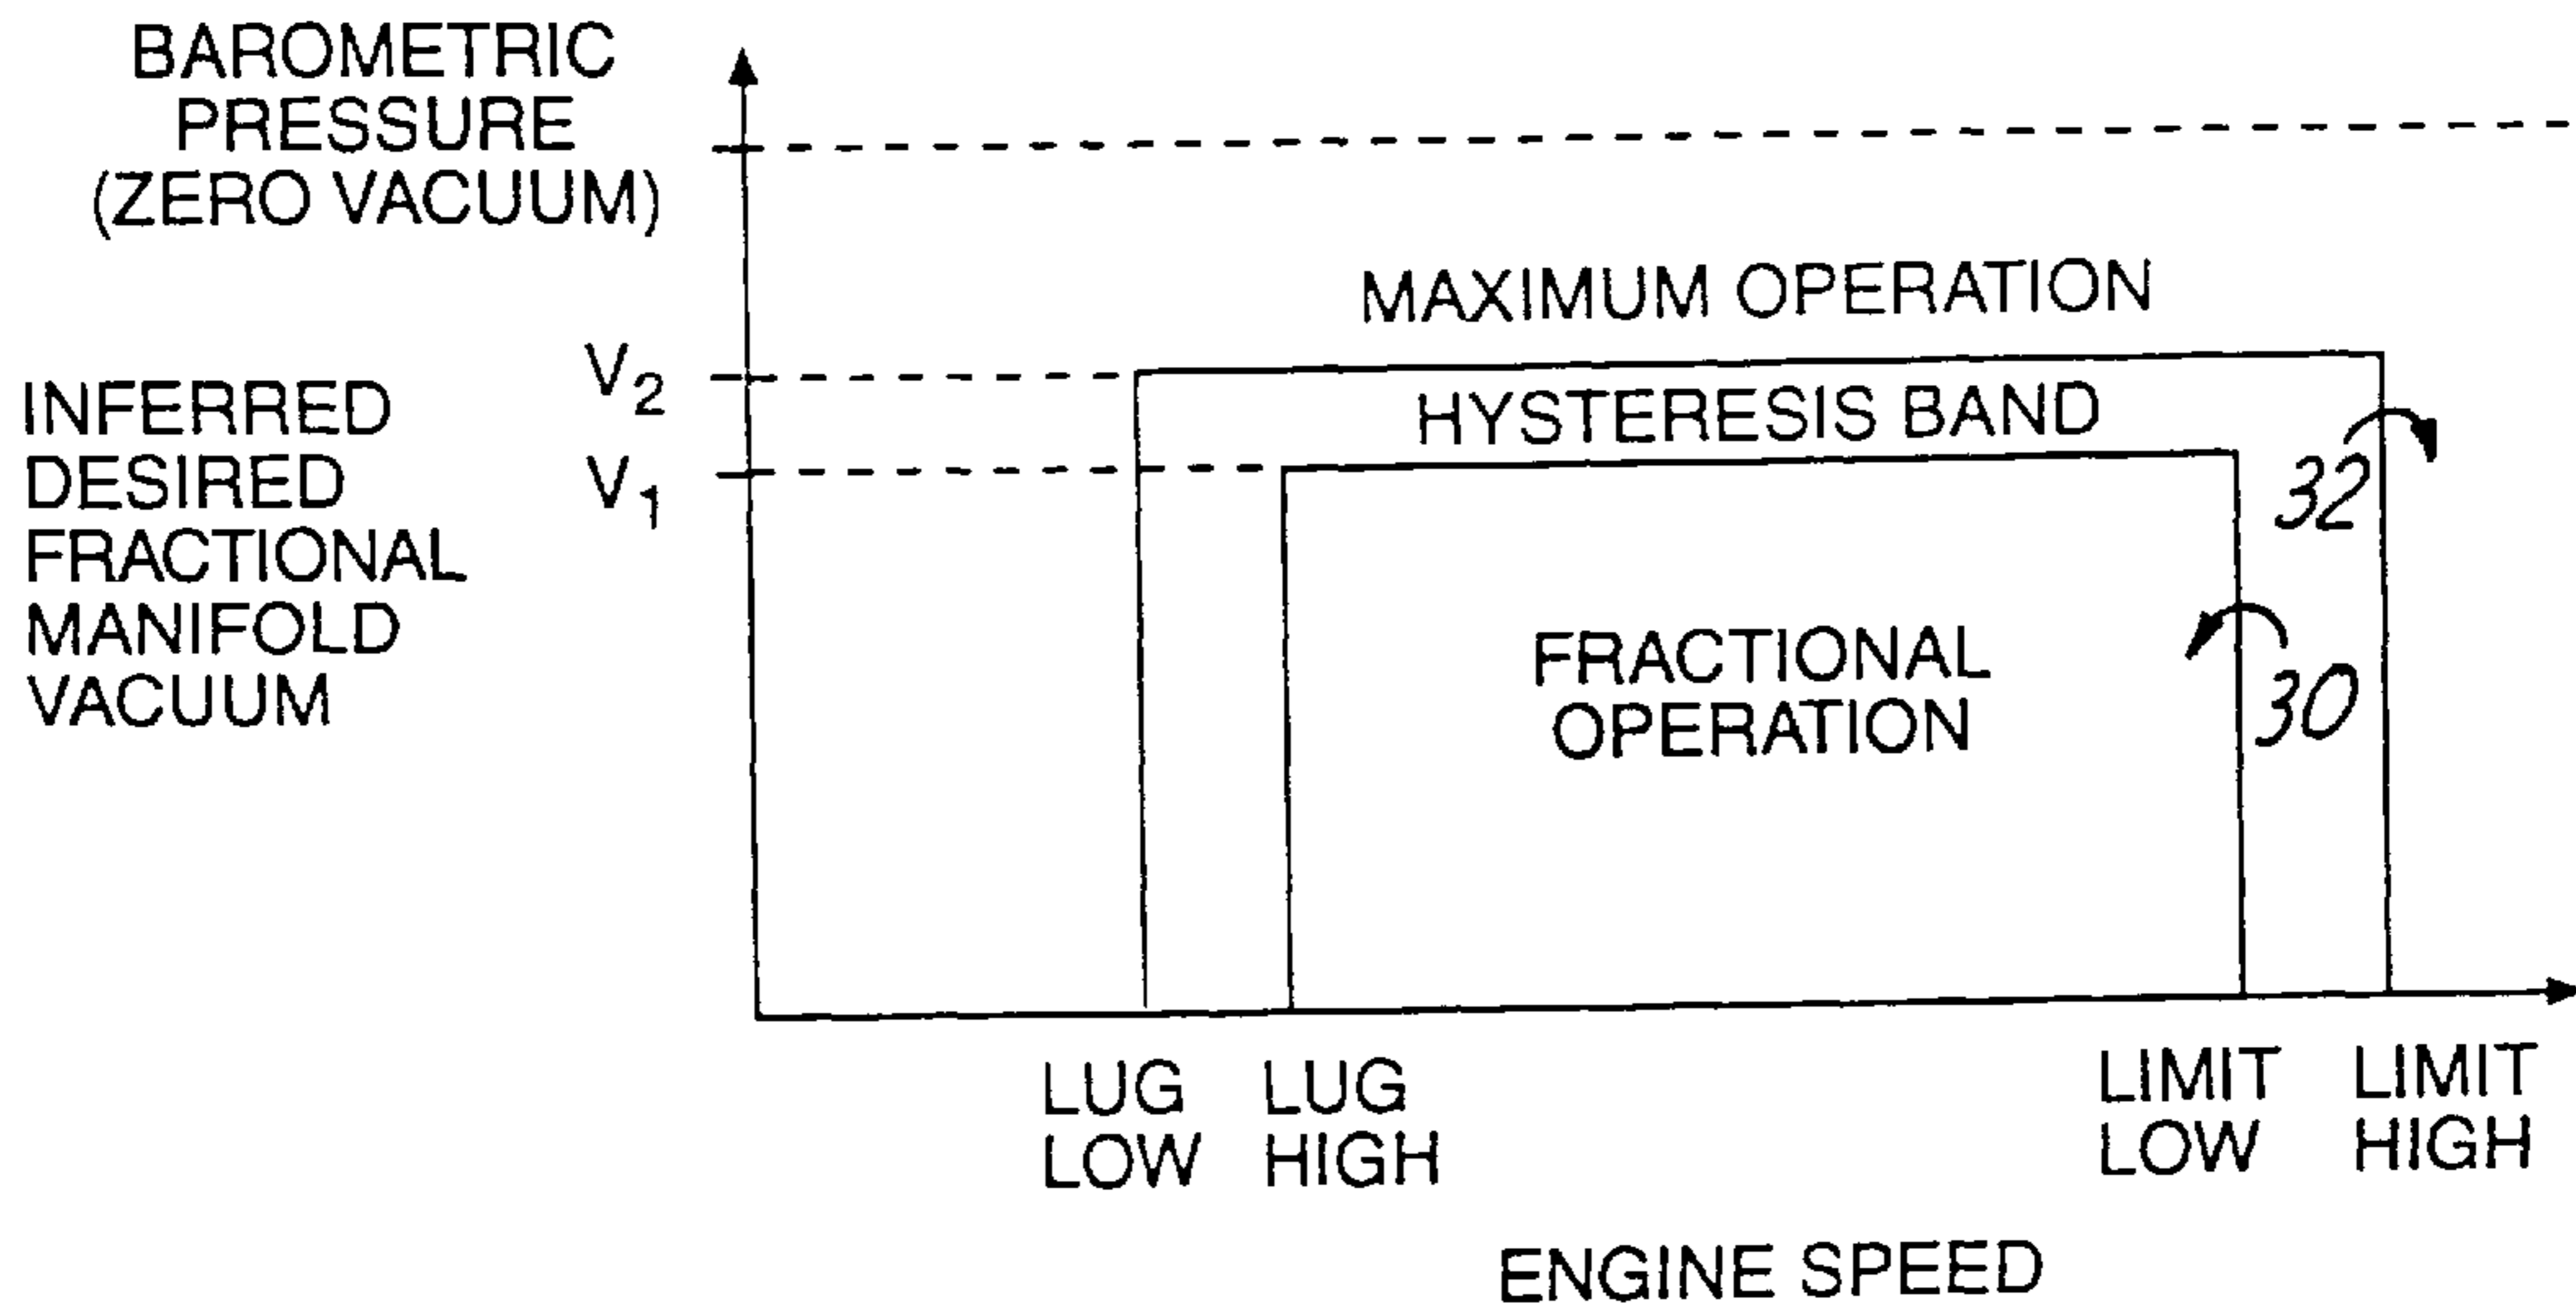 BAROMETRIC
PRESSURE
(ZERO VACUUM)
MAXIMUM OPERATION
V2
HYSTERESIS BAND
V1
INFERRED
DESIRED
FRACTIONAL
MANIFOLD
VACUUM
32
FRACTIONAL
OPERATION
30
LUG
LOW
LUG
HIGH
LIMIT
LOW
LIMIT
HIGH
ENGINE SPEED